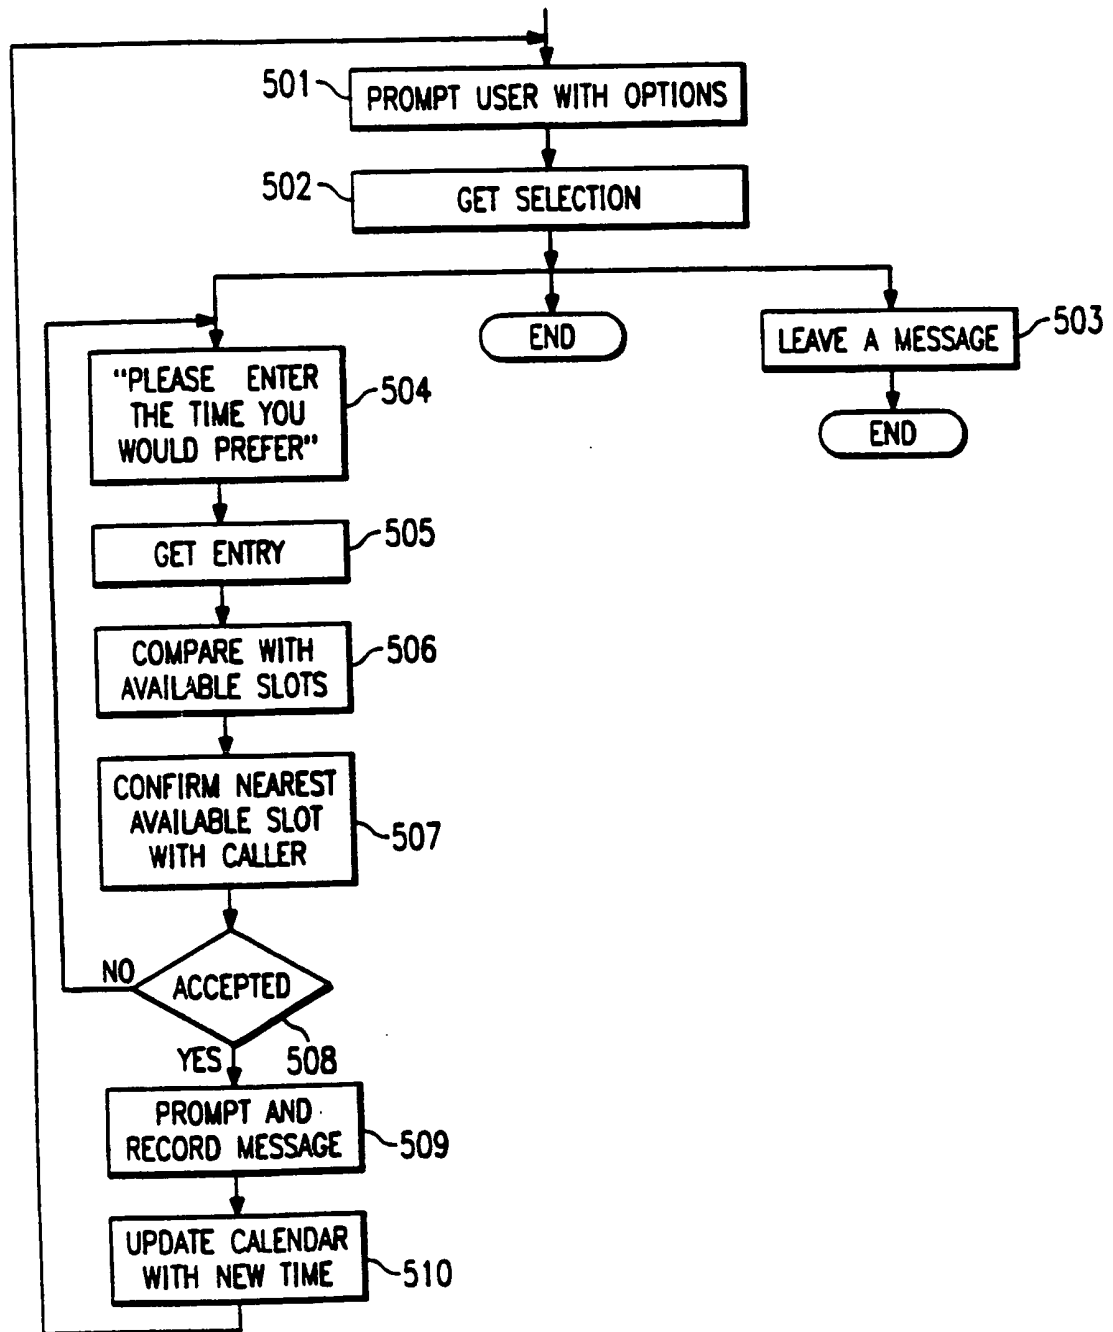 501
PROMPT USER WITH OPTIONS
502
GET SELECTION
END
LEAVE A MESSAGE
503
END
"PLEASE ENTER
THE TIME YOU
WOULD PREFER"
504
GET ENTRY
505
COMPARE WITH
AVAILABLE SLOTS
506
CONFIRM NEAREST
AVAILABLE SLOT
WITH CALLER
507
NO
ACCEPTED
508
YES
PROMPT AND
RECORD MESSAGE
509
UPDATE CALENDAR
WITH NEW TIME
510